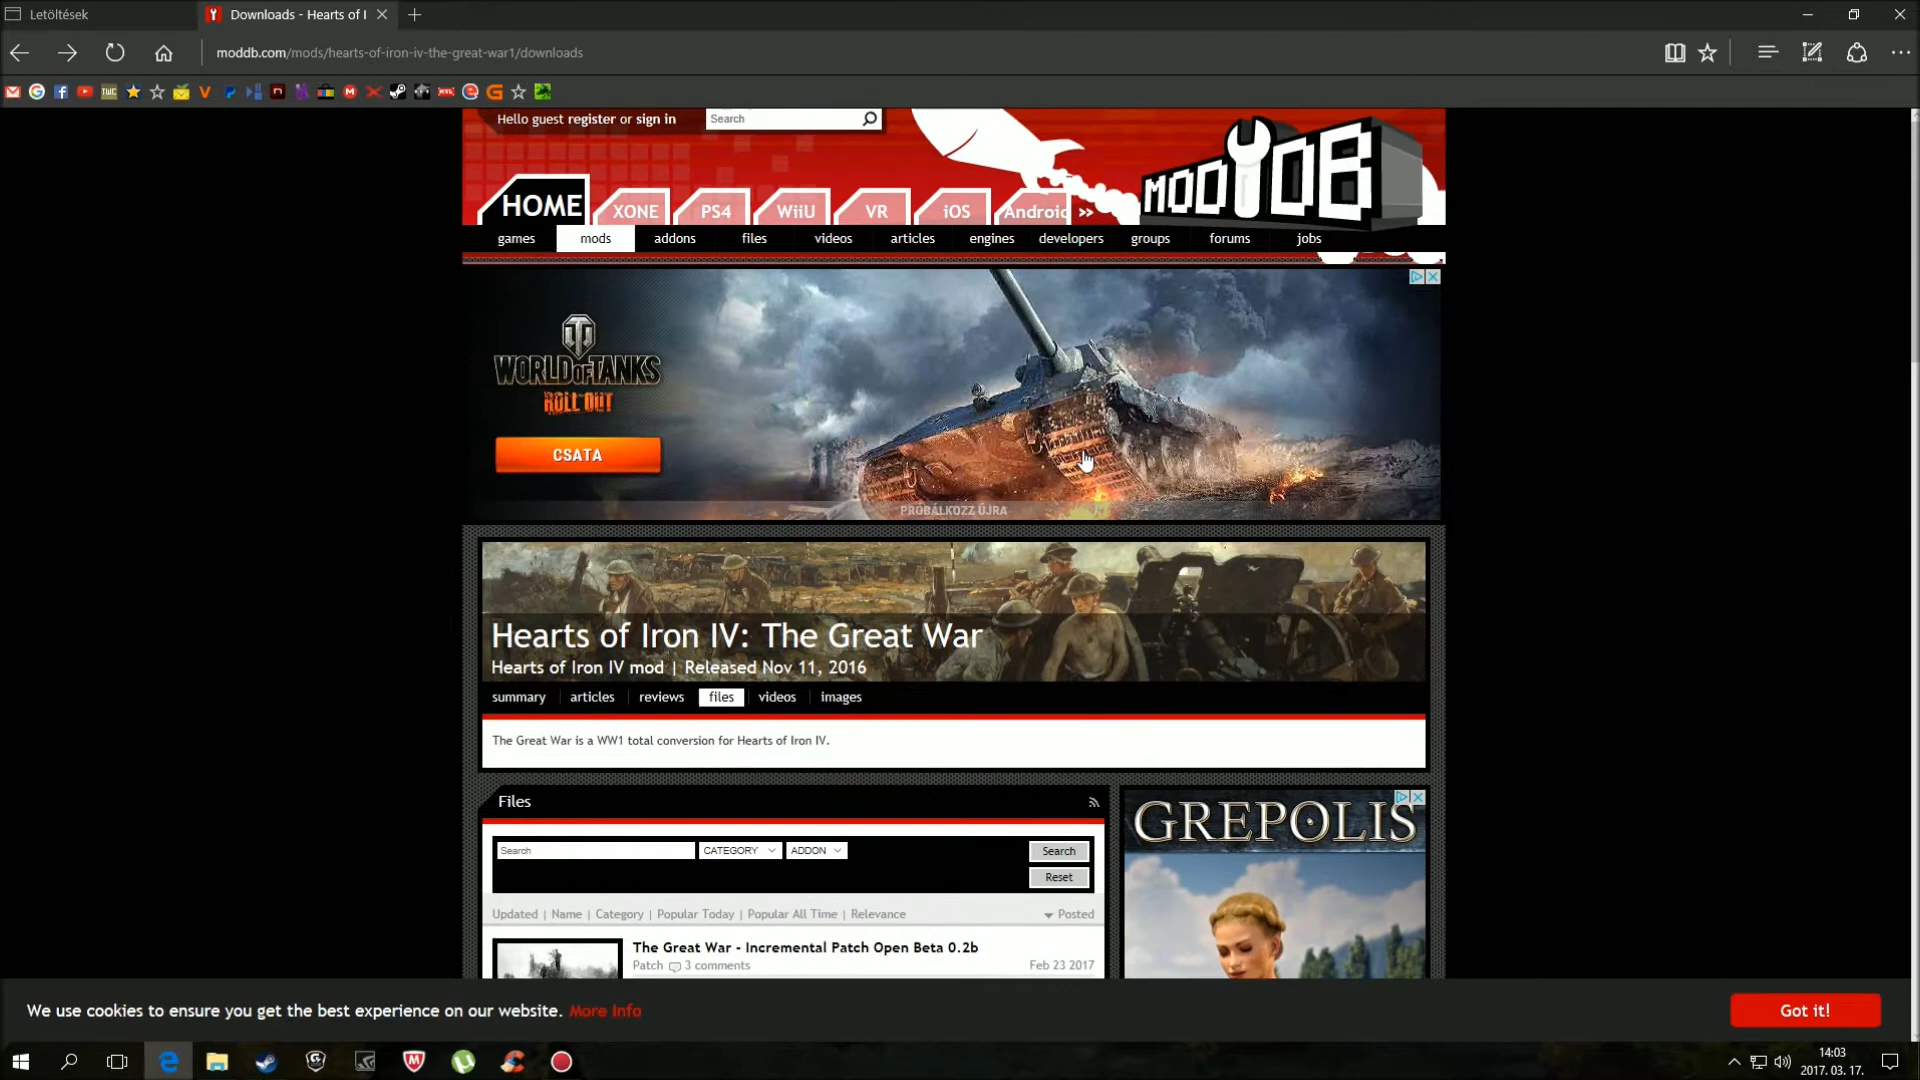 Letöltések
Downloads - Hearts of I
moddb.com/mods/hearts-of-iron-iv-the-great-war1/downloads
Hello guest register or sign in
Search
MODDB
HOME XONE PS4 WiiU VR iOS Android »
games mods addons files videos articles engines developers groups forums jobs
WORLD OF TANKS
ROLL OUT
CSATA
PRÓBÁLKOZZ ÚJRA
Hearts of Iron IV: The Great War
Hearts of Iron IV mod | Released Nov 11, 2016
summary articles reviews files videos images
The Great War is a WW1 total conversion for Hearts of Iron IV.
Files
GREPOLIS
Search CATEGORY ADDON Search
Reset
Updated | Name | Category | Popular Today | Popular All Time | Relevance Posted
The Great War - Incremental Patch Open Beta 0.2b
Patch 3 comments Feb 23 2017
We use cookies to ensure you get the best experience on our website. More Info
Got it!
14:03
2017. 03. 17.